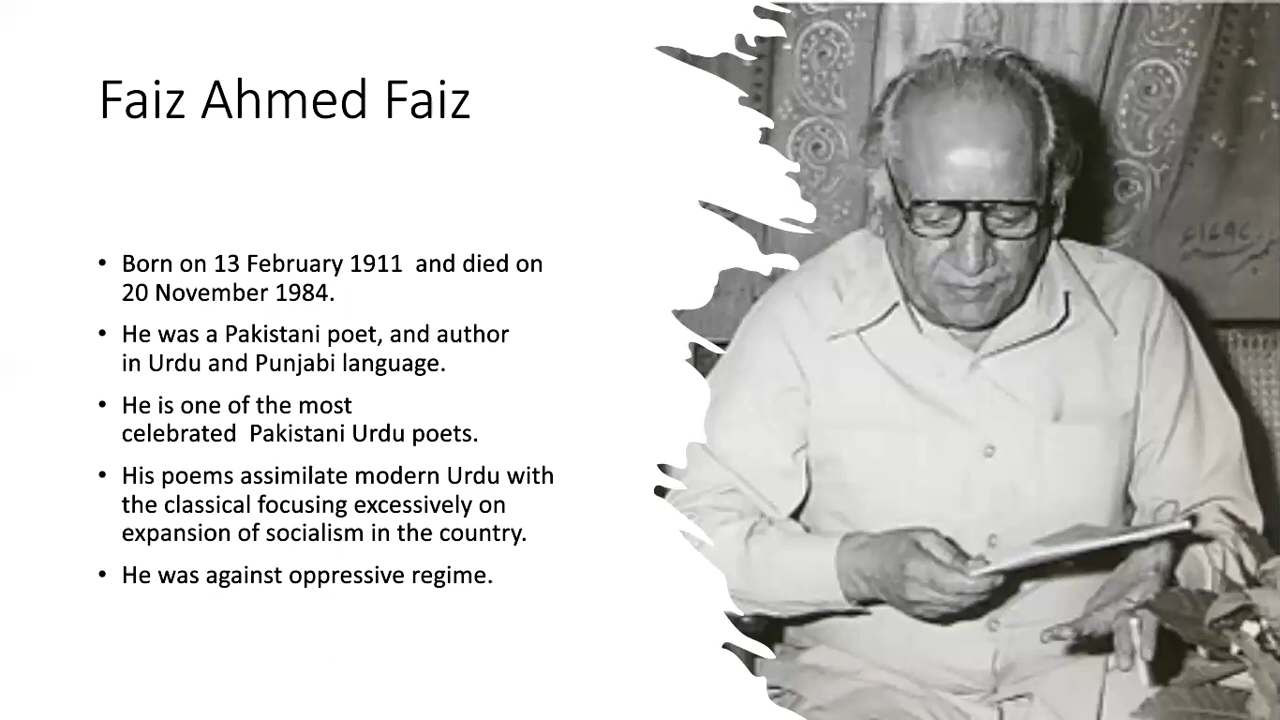 Faiz Ahmed Faiz
• Born on 13 February 1911  and died on
20 November 1984.
• He was a Pakistani poet, and author
in Urdu and Punjabi language.
• He is one of the most
celebrated  Pakistani Urdu poets.
• His poems assimilate modern Urdu with
the classical focusing excessively on
expansion of socialism in the country.
• He was against oppressive regime.